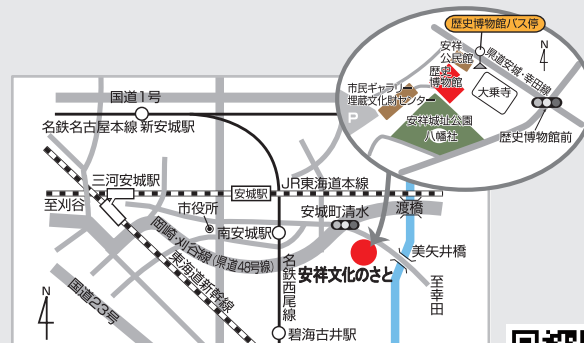 歴史博物館バス停
安祥
公民館
県道安城・幸田線
N
歴史
博物館
市民ギャラリー
埋蔵文化財センター
大乗寺
P
安祥城址公園
八幡社
歴史博物館前
国道1号
名鉄名古屋本線 新安城駅
三河安城駅
安城駅
JR東海道本線
至刈谷
市役所
安城町清水
渡橋
南安城駅
岡崎・刈谷線(県道48号線)
美矢井橋
東海道新幹線
名鉄西尾線
安祥文化のさと
至幸田
国道23号
N
碧海古井駅